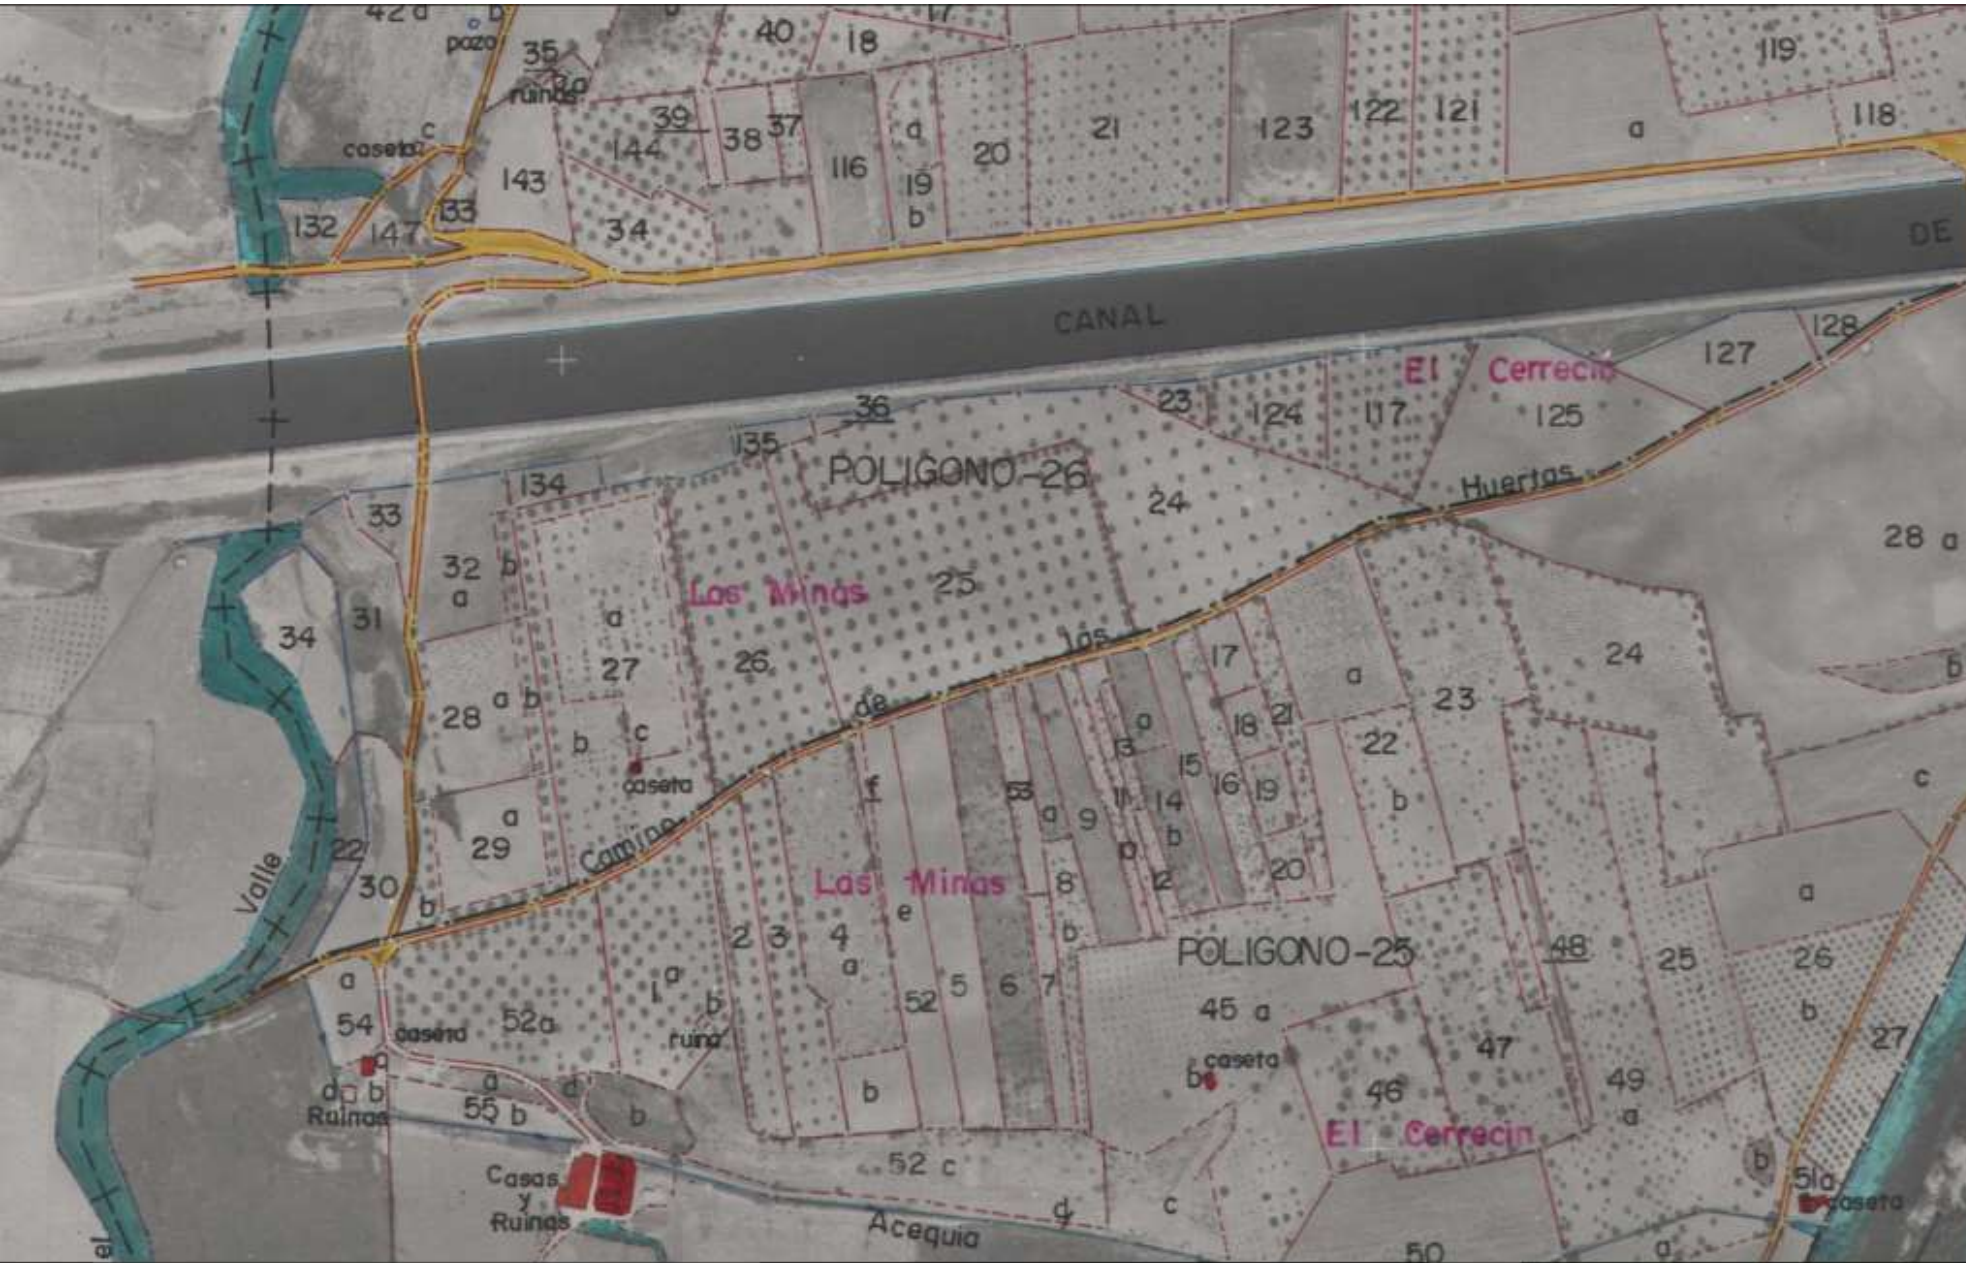 42 a
b
pozo
35
ruinas
40
17
18
119
39
144
38
37
116
a
19
b
20
21
123
122
121
a
118
caseta
c
143
34
132
147
133
DE
CANAL
36
135
134
23
124
117
El Cerrecin
125
127
128
POLIGONO-26
24
Huertas
33
32
a
b
28 a
31
34
a
27
Las Minas
25
26
las
17
a
24
b
28
a
b
b
c
caseta
de
a
13
18
21
23
22
c
29
a
f
53
a
9
11
14
15
16
19
b
22
30
b
Camino
Valle
Las Minas
8
b
12
20
a
2
3
4
a
e
b
POLIGONO-25
48
25
26
b
a
54
caseta
52a
1
a
b
ruina
52
5
6
7
45 a
caseta
b
47
27
46
49
a
c
d
b
Ruinas
a
55 b
d
b
b
El Cerrecin
52 c
d
c
Casas
y
Ruinas
b
51a
caseta
Acequia
el
50
a